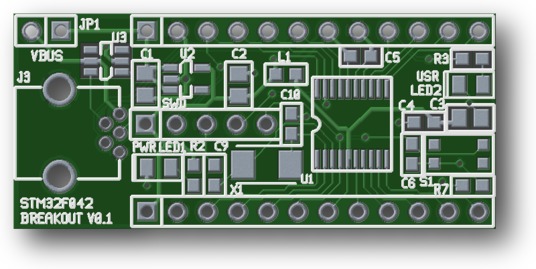 JP1
U3
VBUS
C1
U2
C2
L1
C5
R3
USR
LED2
J3
SWD
C10
C4
C3
PWR LED1 R2 C9
X1
U1
C6
S1
R7
STM32F042
BREAKOUT V0.1